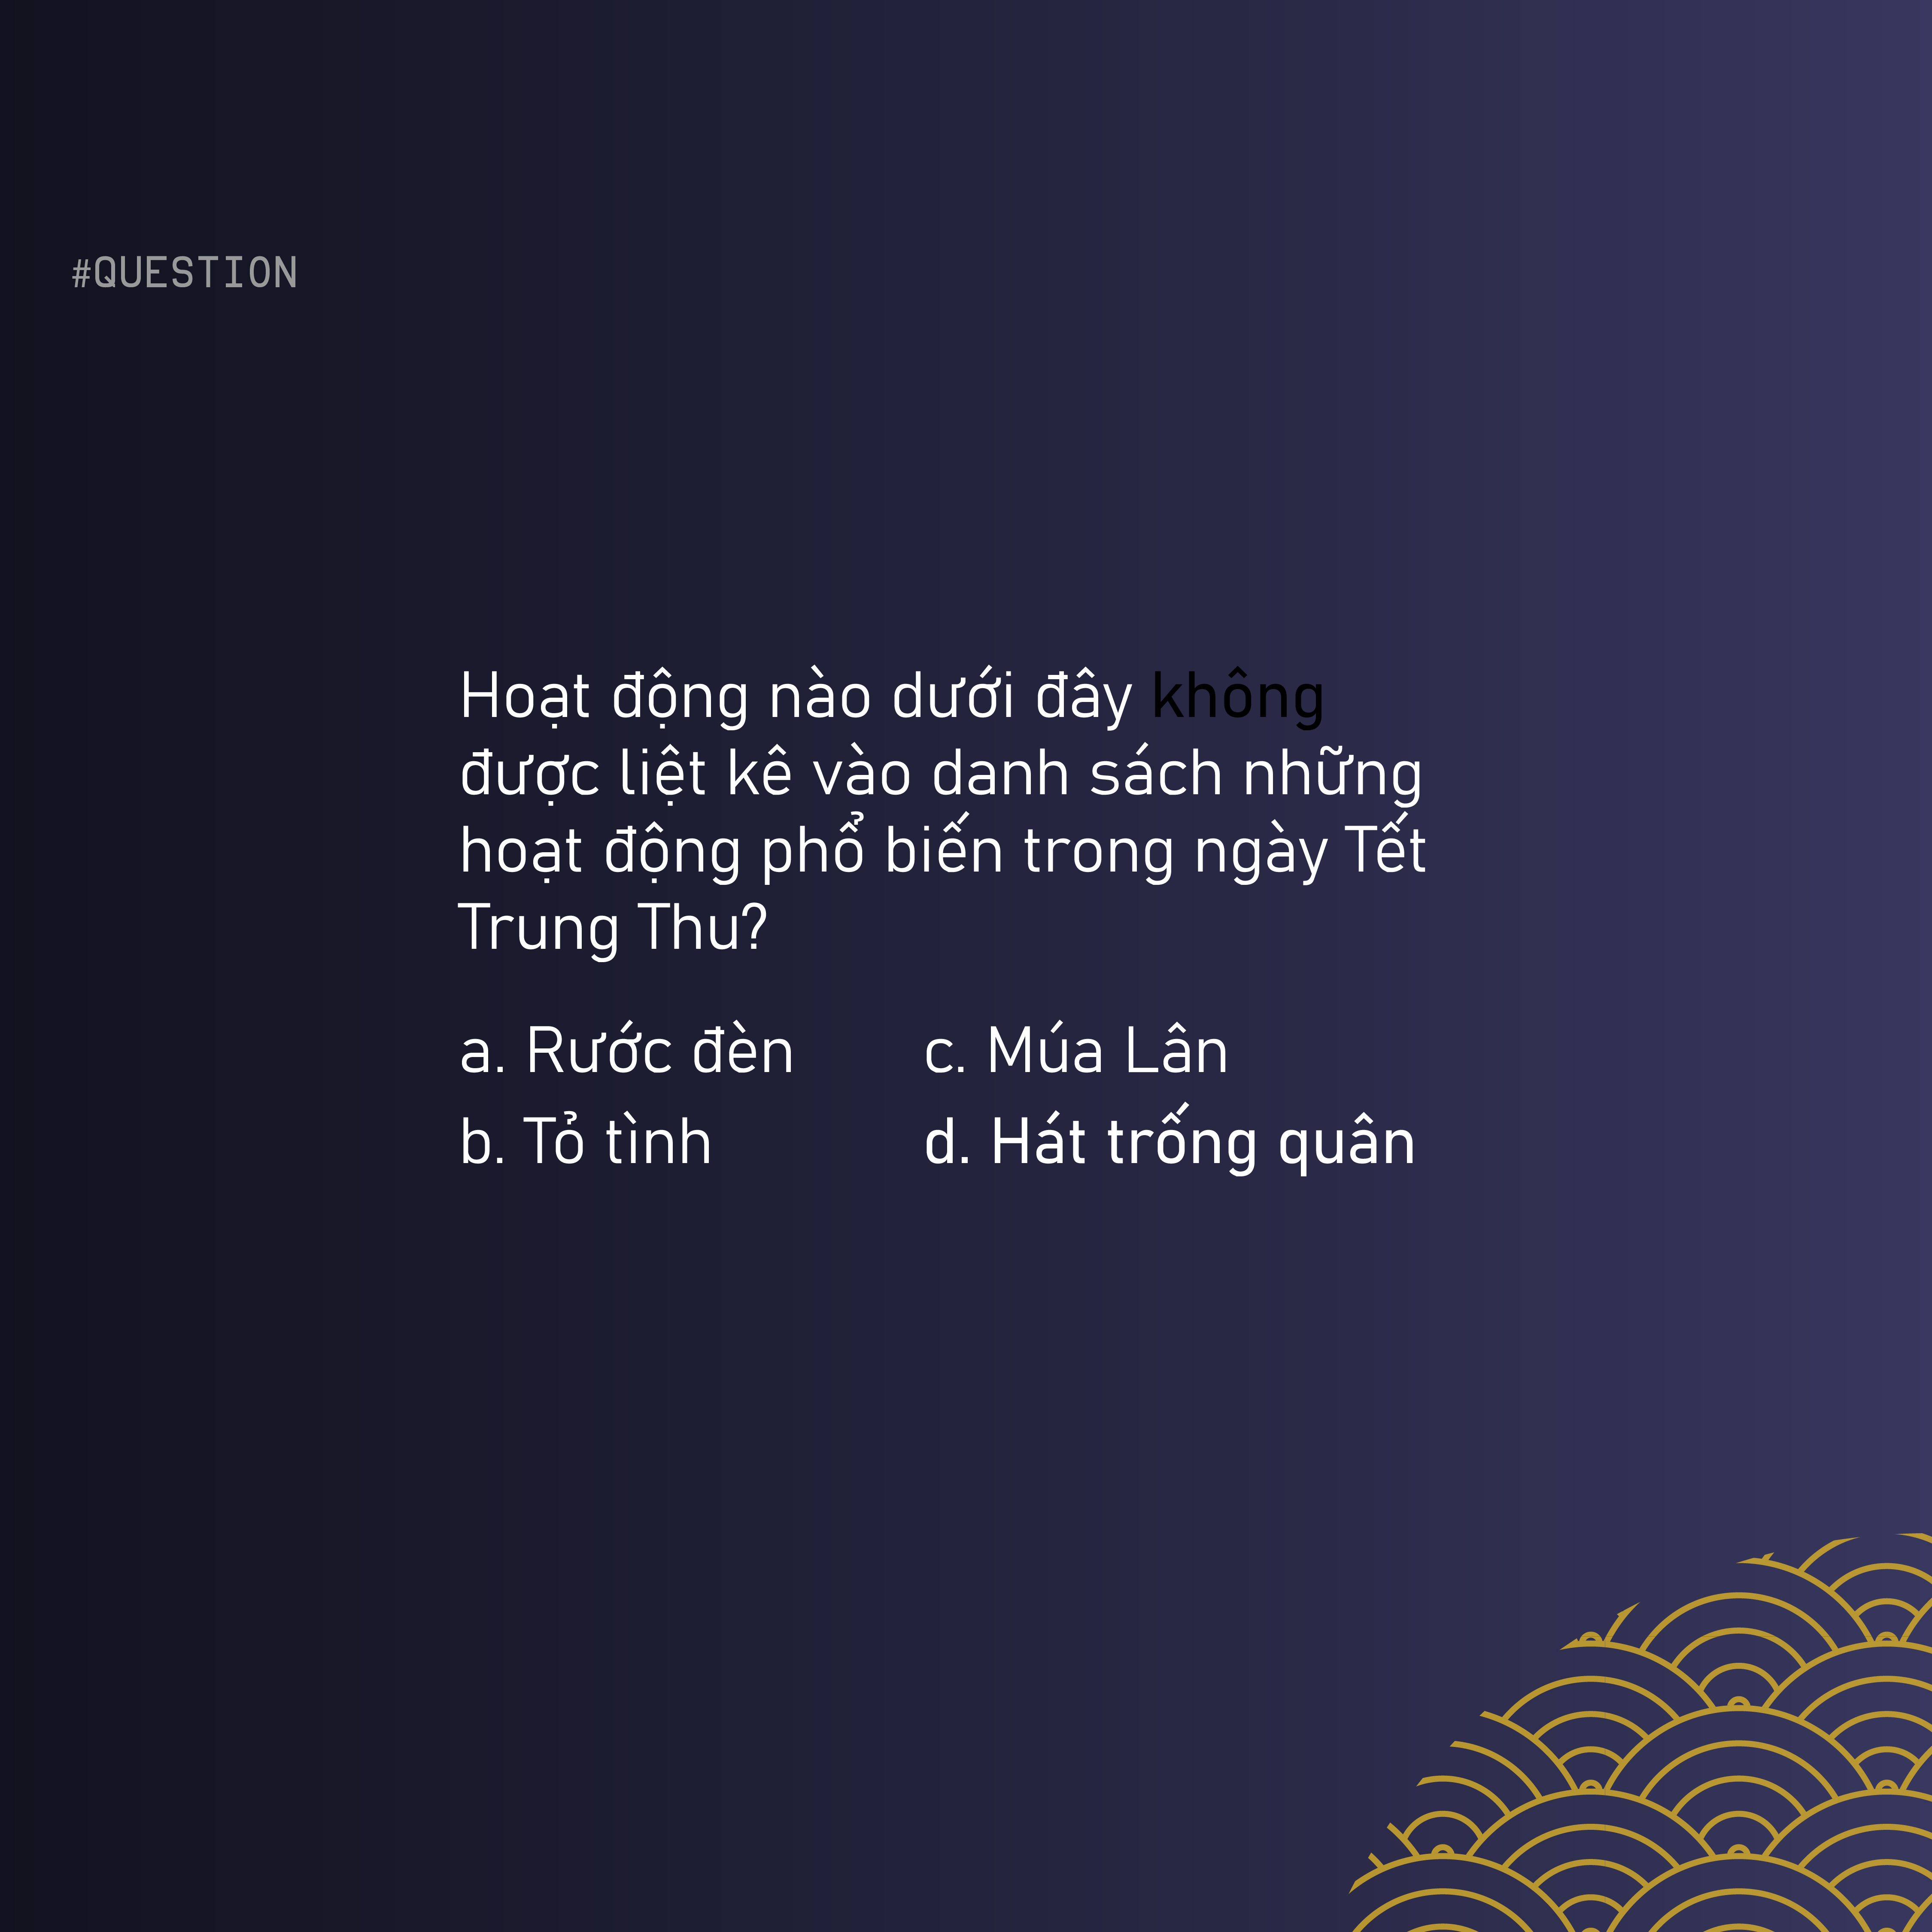 #QUESTION
Hoạt động nào dưới đây không
được liệt kê vào danh sách những
hoạt động phổ biến trong ngày Tết
Trung Thu?
a. Rước đèn
b. Tỏ tình
c. Múa Lân
d. Hát trống quân